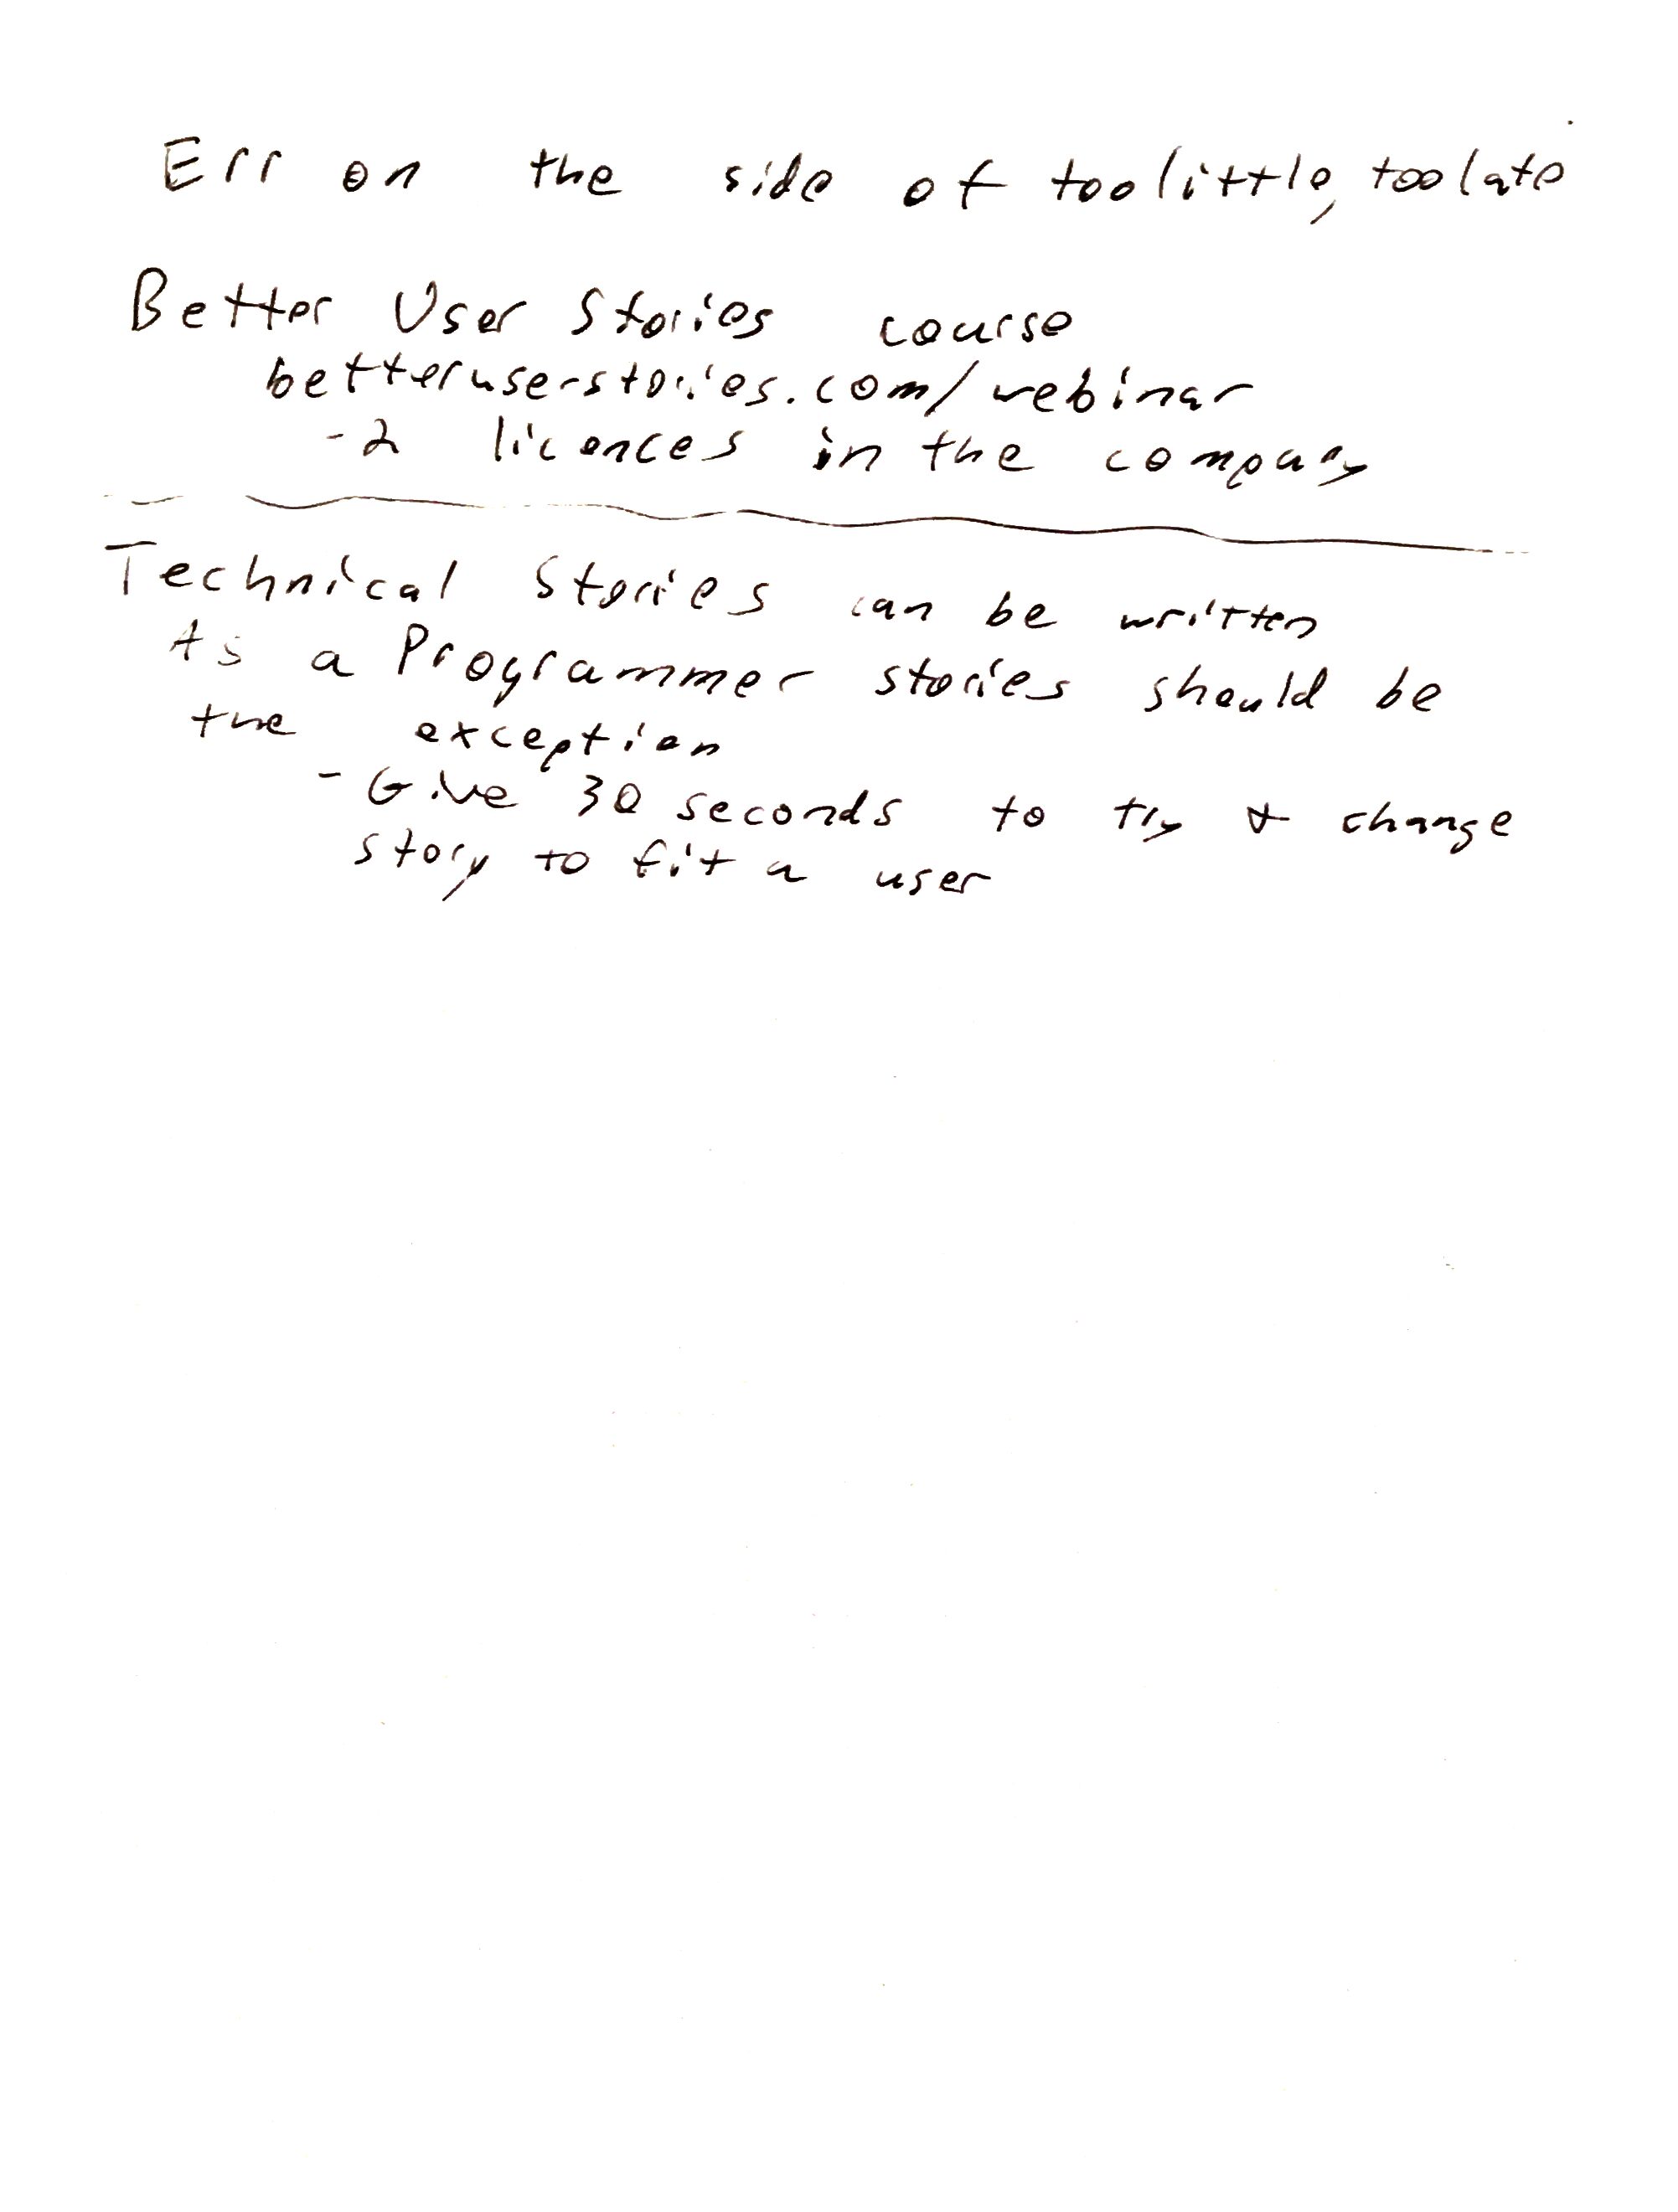 Err on the side of too little, too late
Better User Stories course
betteruserstories.com/webinar
- 2 licences in the company
Technical Stories can be written
As a Programmer stories should be
the exception
- Give 30 seconds to try & change
story to fit a user